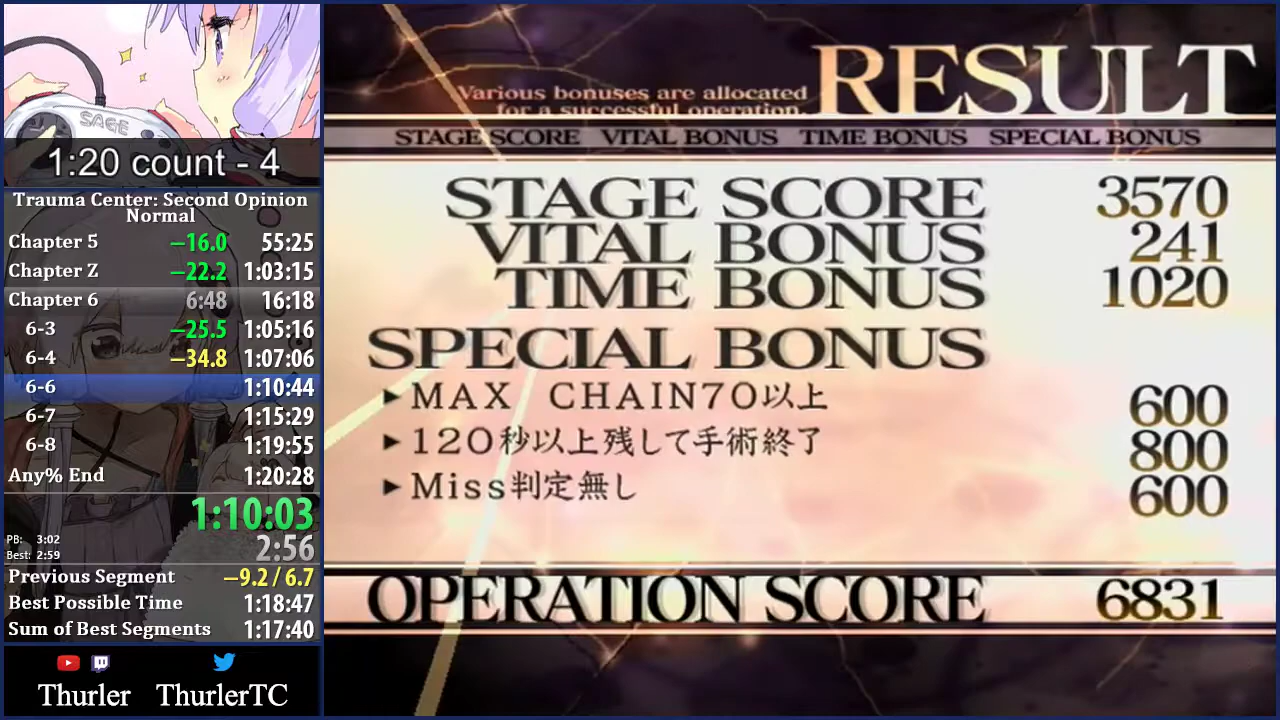 SAGE
1:20 count - 4
Trauma Center: Second Opinion
Normal
Chapter 5 −16.0 55:25
Chapter Z −22.2 1:03:15
Chapter 6 6:48 16:18
6-3 −25.5 1:05:16
6-4 −34.8 1:07:06
6-6 1:10:44
6-7 1:15:29
6-8 1:19:55
Any% End 1:20:28
1:10:03
PB: 3:02
Best: 2:59
2:56
Previous Segment −9.2 / 6.7
Best Possible Time 1:18:47
Sum of Best Segments 1:17:40
Thurler ThurlerTC
RESULT
Various bonuses are allocated
for a successful operation
STAGE SCORE VITAL BONUS TIME BONUS SPECIAL BONUS
STAGE SCORE 3570
VITAL BONUS 241
TIME BONUS 1020
SPECIAL BONUS
▶MAX CHAIN70以上 600
▶120秒以上残して手術終了 800
▶Miss判定無し 600
OPERATION SCORE 6831